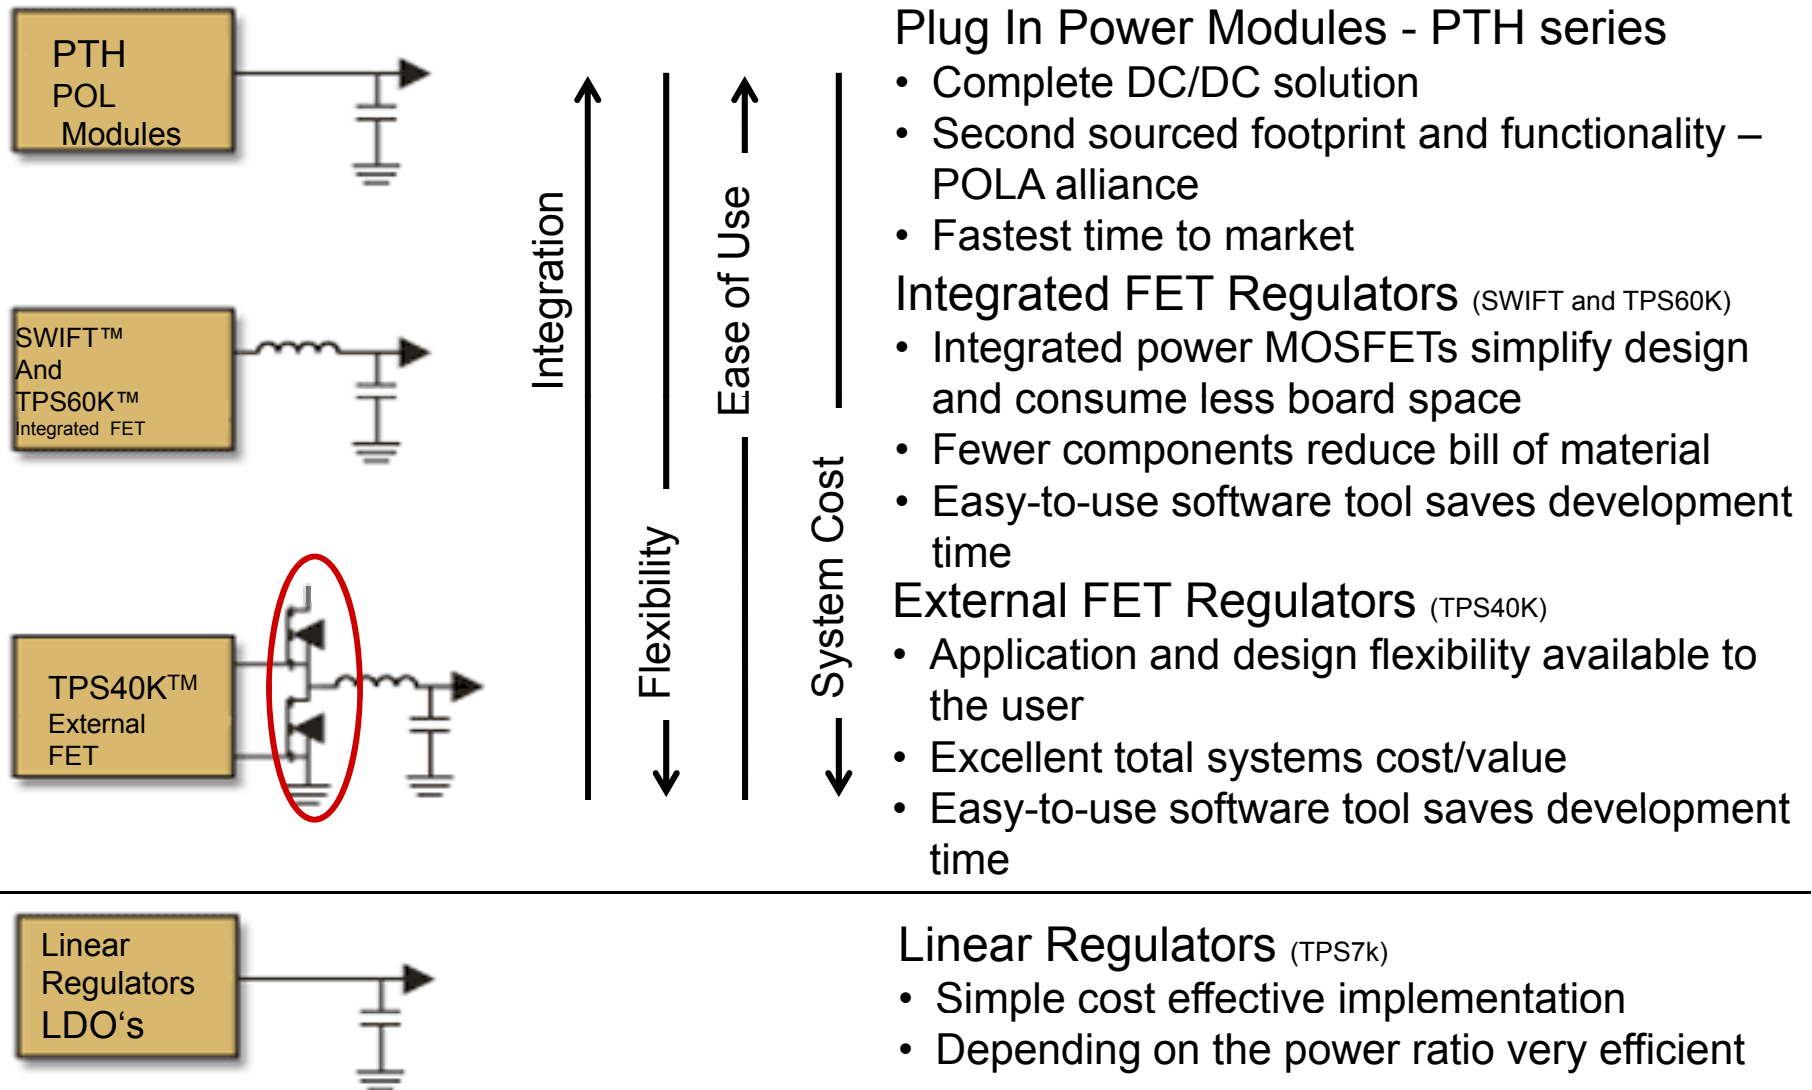 PTH
POL
Modules
Plug In Power Modules - PTH series
• Complete DC/DC solution
• Second sourced footprint and functionality –
POLA alliance
• Fastest time to market
SWIFT™
And
TPS60K™
Integrated FET
Integration
Flexibility
Ease of Use
System Cost
Integrated FET Regulators (SWIFT and TPS60K)
• Integrated power MOSFETs simplify design
and consume less board space
• Fewer components reduce bill of material
• Easy-to-use software tool saves development
time
TPS40K™
External
FET
External FET Regulators (TPS40K)
• Application and design flexibility available to
the user
• Excellent total systems cost/value
• Easy-to-use software tool saves development
time
Linear
Regulators
LDO‘s
Linear Regulators (TPS7k)
• Simple cost effective implementation
• Depending on the power ratio very efficient